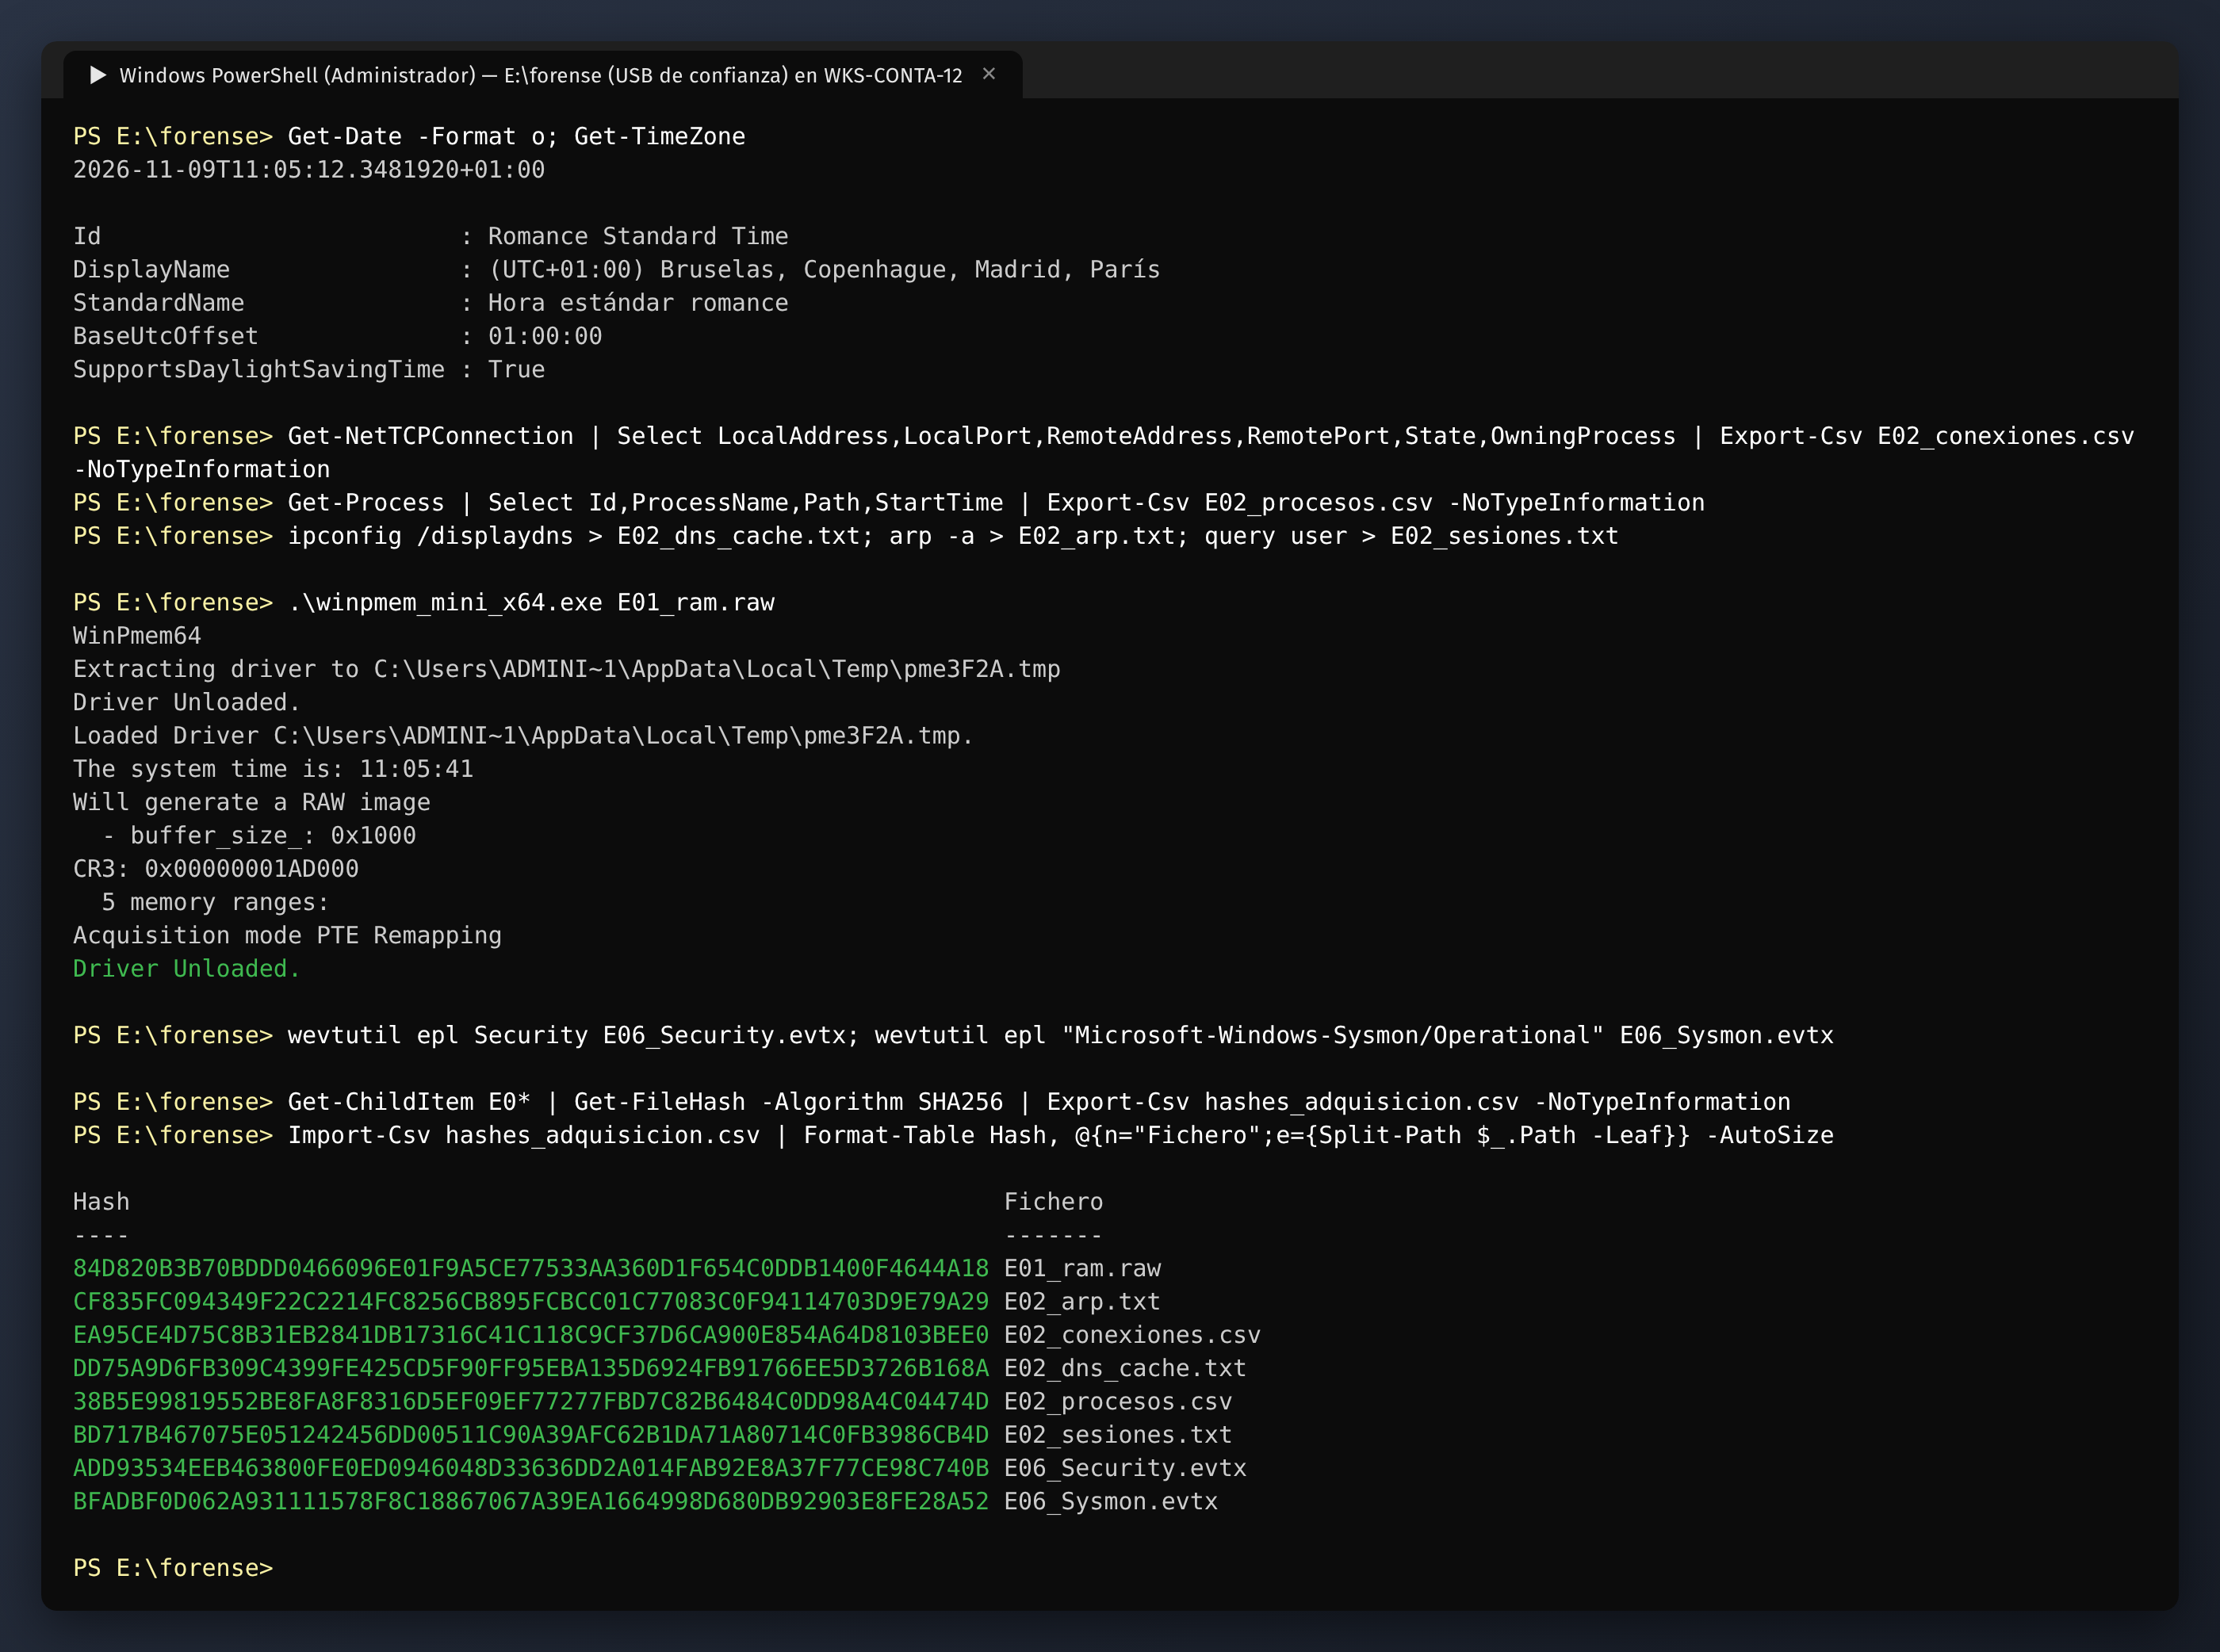 Windows PowerShell (Administrador) — E:\forense (USB de confianza) en WKS-CONTA-12 ✕
PS E:\forense> Get-Date -Format o; Get-TimeZone
2026-11-09T11:05:12.3481920+01:00
Id                         : Romance Standard Time
DisplayName                : (UTC+01:00) Bruselas, Copenhague, Madrid, París
StandardName               : Hora estándar romance
BaseUtcOffset              : 01:00:00
SupportsDaylightSavingTime : True
PS E:\forense> Get-NetTCPConnection | Select LocalAddress,LocalPort,RemoteAddress,RemotePort,State,OwningProcess | Export-Csv E02_conexiones.csv
-NoTypeInformation
PS E:\forense> Get-Process | Select Id,ProcessName,Path,StartTime | Export-Csv E02_procesos.csv -NoTypeInformation
PS E:\forense> ipconfig /displaydns > E02_dns_cache.txt; arp -a > E02_arp.txt; query user > E02_sesiones.txt
PS E:\forense> .\winpmem_mini_x64.exe E01_ram.raw
WinPmem64
Extracting driver to C:\Users\ADMINI~1\AppData\Local\Temp\pme3F2A.tmp
Driver Unloaded.
Loaded Driver C:\Users\ADMINI~1\AppData\Local\Temp\pme3F2A.tmp.
The system time is: 11:05:41
Will generate a RAW image
  - buffer_size_: 0x1000
CR3: 0x00000001AD000
  5 memory ranges:
Acquisition mode PTE Remapping
Driver Unloaded.
PS E:\forense> wevtutil epl Security E06_Security.evtx; wevtutil epl "Microsoft-Windows-Sysmon/Operational" E06_Sysmon.evtx
PS E:\forense> Get-ChildItem E0* | Get-FileHash -Algorithm SHA256 | Export-Csv hashes_adquisicion.csv -NoTypeInformation
PS E:\forense> Import-Csv hashes_adquisicion.csv | Format-Table Hash, @{n="Fichero";e={Split-Path $_.Path -Leaf}} -AutoSize
Hash                                                             Fichero
----                                                             -------
84D820B3B70BDDD0466096E01F9A5CE77533AA360D1F654C0DDB1400F4644A18 E01_ram.raw
CF835FC094349F22C2214FC8256CB895FCBCC01C77083C0F94114703D9E79A29 E02_arp.txt
EA95CE4D75C8B31EB2841DB17316C41C118C9CF37D6CA900E854A64D8103BEE0 E02_conexiones.csv
DD75A9D6FB309C4399FE425CD5F90FF95EBA135D6924FB91766EE5D3726B168A E02_dns_cache.txt
38B5E99819552BE8FA8F8316D5EF09EF77277FBD7C82B6484C0DD98A4C04474D E02_procesos.csv
BD717B467075E051242456DD00511C90A39AFC62B1DA71A80714C0FB3986CB4D E02_sesiones.txt
ADD93534EEB463800FE0ED0946048D33636DD2A014FAB92E8A37F77CE98C740B E06_Security.evtx
BFADBF0D062A931111578F8C18867067A39EA1664998D680DB92903E8FE28A52 E06_Sysmon.evtx
PS E:\forense>